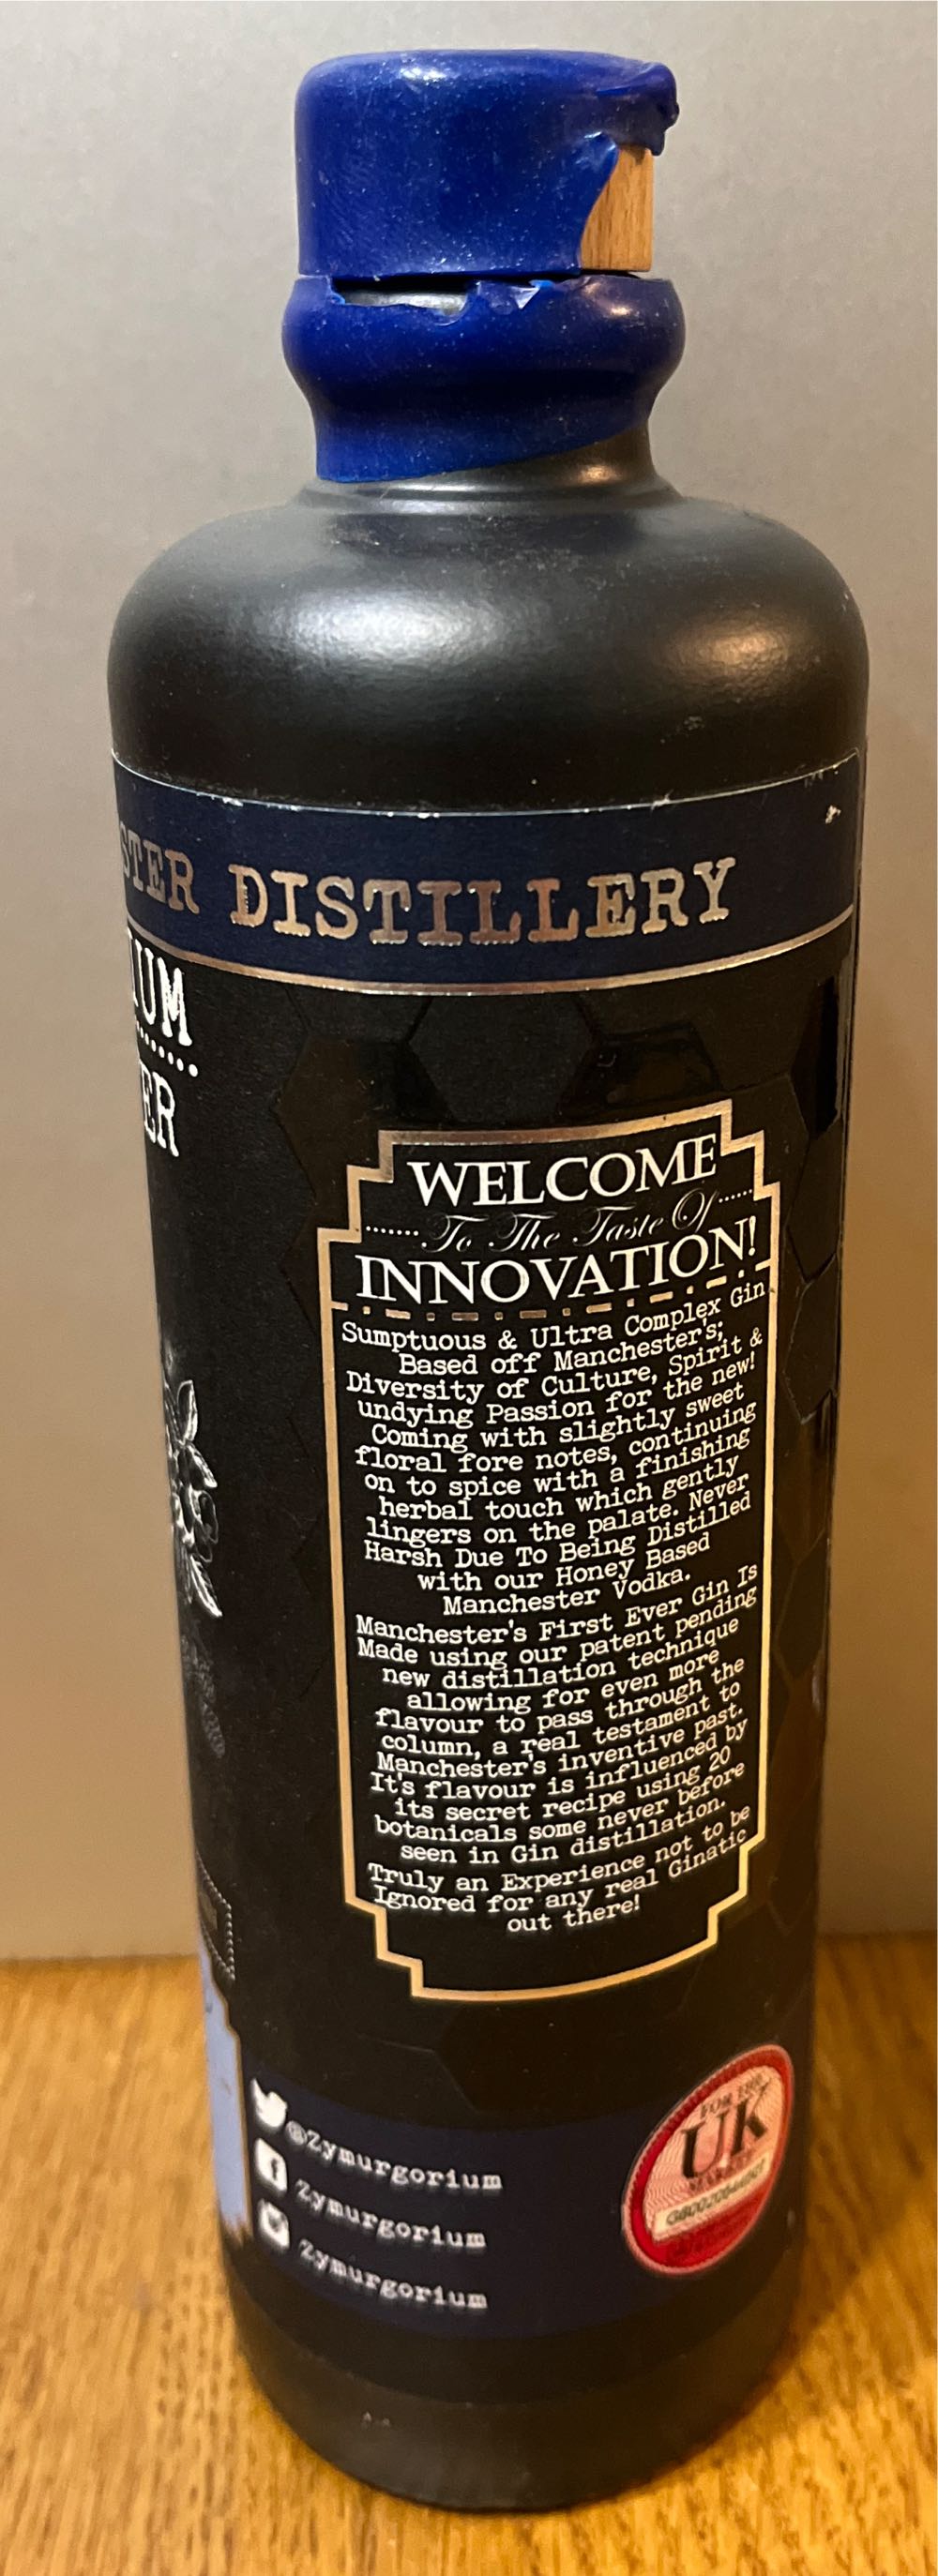 STER DISTILLERY
IUM
ER
WELCOME
To The Taste Of
INNOVATION!
Sumptuous & Ultra Complex Gin
Based off Manchester's;
Diversity of Culture, Spirit &
undying Passion for the new!
Coming with slightly sweet
floral fore notes, continuing
on to spice with a finishing
herbal touch which gently
lingers on the palate. Never
Harsh Due To Being Distilled
with our Honey Based
Manchester Vodka.
Manchester's First Ever Gin Is
Made using our patent pending
new distillation technique
allowing for even more
flavour to pass through the
column, a real testament to
Manchester's inventive past.
It's flavour is influenced by
its secret recipe using 20
botanicals some never before
seen in Gin distillation.
Truly an Experience not to be
Ignored for any real Ginatic
out there!
@Zymurgorium
Zymurgorium
Zymurgorium
FOR THE
UK
MARKET